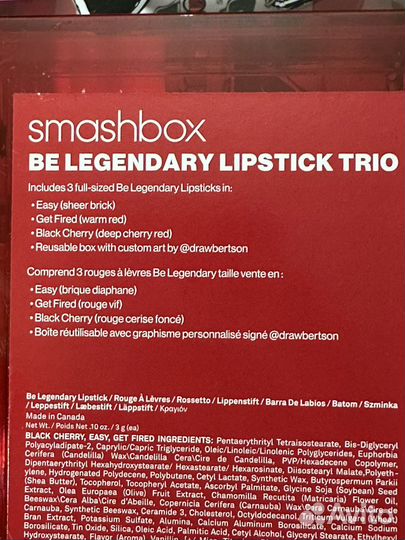 smashbox
BE LEGENDARY LIPSTICK TRIO
Includes 3 full-sized Be Legendary Lipsticks in:
• Easy (sheer brick)
• Get Fired (warm red)
• Black Cherry (deep cherry red)
• Reusable box with custom art by @drawbertson
Comprend 3 rouges à lèvres Be Legendary taille vente en :
• Easy (brique diaphane)
• Get Fired (rouge vif)
• Black Cherry (rouge cerise foncé)
• Boîte réutilisable avec graphisme personnalisé signé @drawbertson
Be Legendary Lipstick / Rouge À Lèvres / Rossetto / Lippenstift / Barra De Labios / Batom / Szminka
/ Leppestift / Læbestift / Läppstift / Κραγιόν
Made in Canada
Net Wt. / Poids Net .10 oz. / 3 g (ea)
BLACK CHERRY, EASY, GET FIRED INGREDIENTS: Pentaerythrityl Tetraisostearate, Bis-Diglyceryl
Polyacyladipate-2, Caprylic/Capric Triglyceride, Oleic/Linoleic/Linolenic Polyglycerides, Euphorbia
Cerifera (Candelilla) Wax\Candelilla Cera\Cire de Candelilla, PVP/Hexadecene Copolymer,
Dipentaerythrityl Hexahydroxystearate/Hexastearate/Hexarosinate, Diisostearyl Malate,
ylene, Hydrogenated Polydecene, Polybutene, Cetyl Lactate, Synthetic Wax, Butyrospermum Parkii
(Shea Butter), Tocopherol, Tocopheryl Acetate, Ascorbyl Palmitate, Glycine Soja (Soybean)
Seed Extract, Olea Europaea (Olive) Fruit Extract, Chamomilla Recutita (Matricaria) Flower Oil,
Beeswax\Cera Alba\Cire d'Abeille, Copernicia Cerifera (Carnauba) Wax
Carnauba, Synthetic Beeswax, Ceramide 3, Cholesterol,
Bran Extract, Potassium Sulfate, Alumina, Calcium Aluminum
Borosilicate, Tin Oxide, Silica, Oleic Acid, Palmitic Acid, Cetyl Alcohol, Glyceryl Stearate,
Hydroxystearate, Flavor (Aroma)
Avito